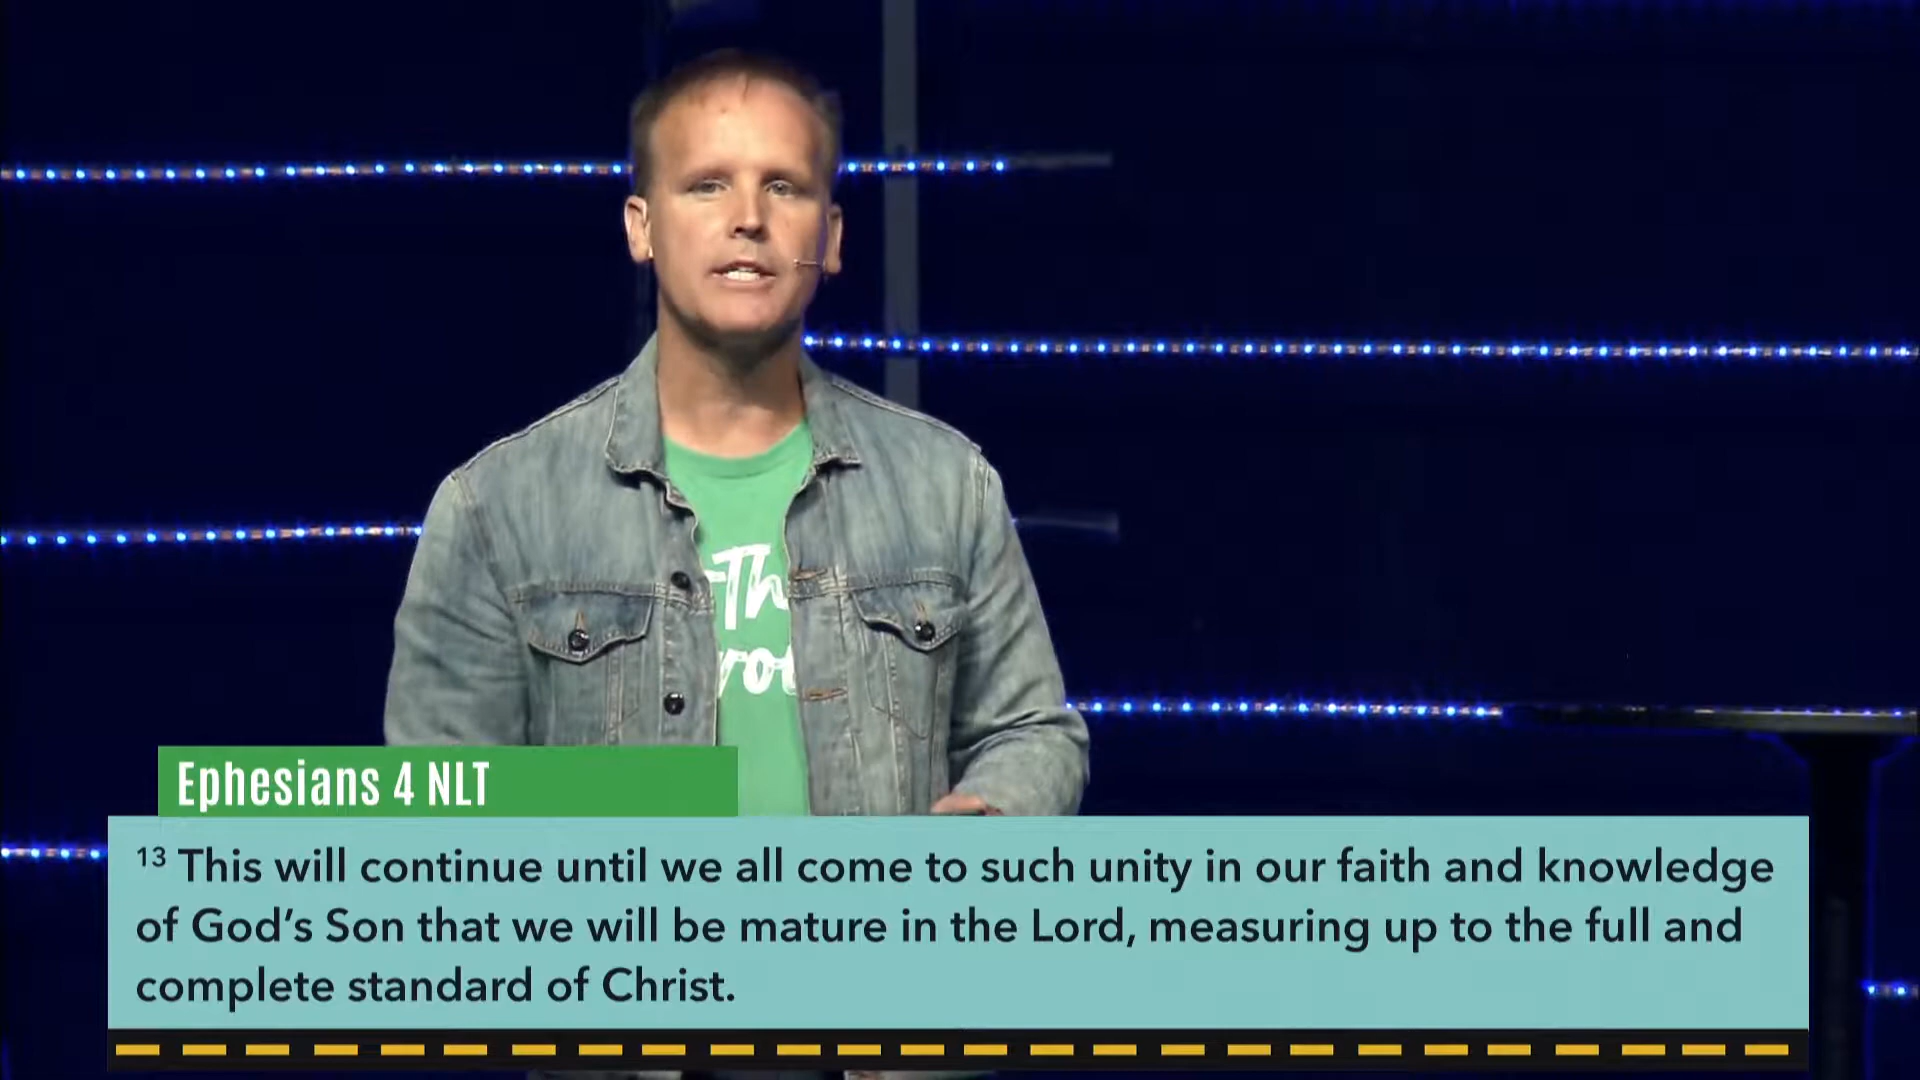 Th
Ephesians 4 NLT
13 This will continue until we all come to such unity in our faith and knowledge
of God's Son that we will be mature in the Lord, measuring up to the full and
complete standard of Christ.